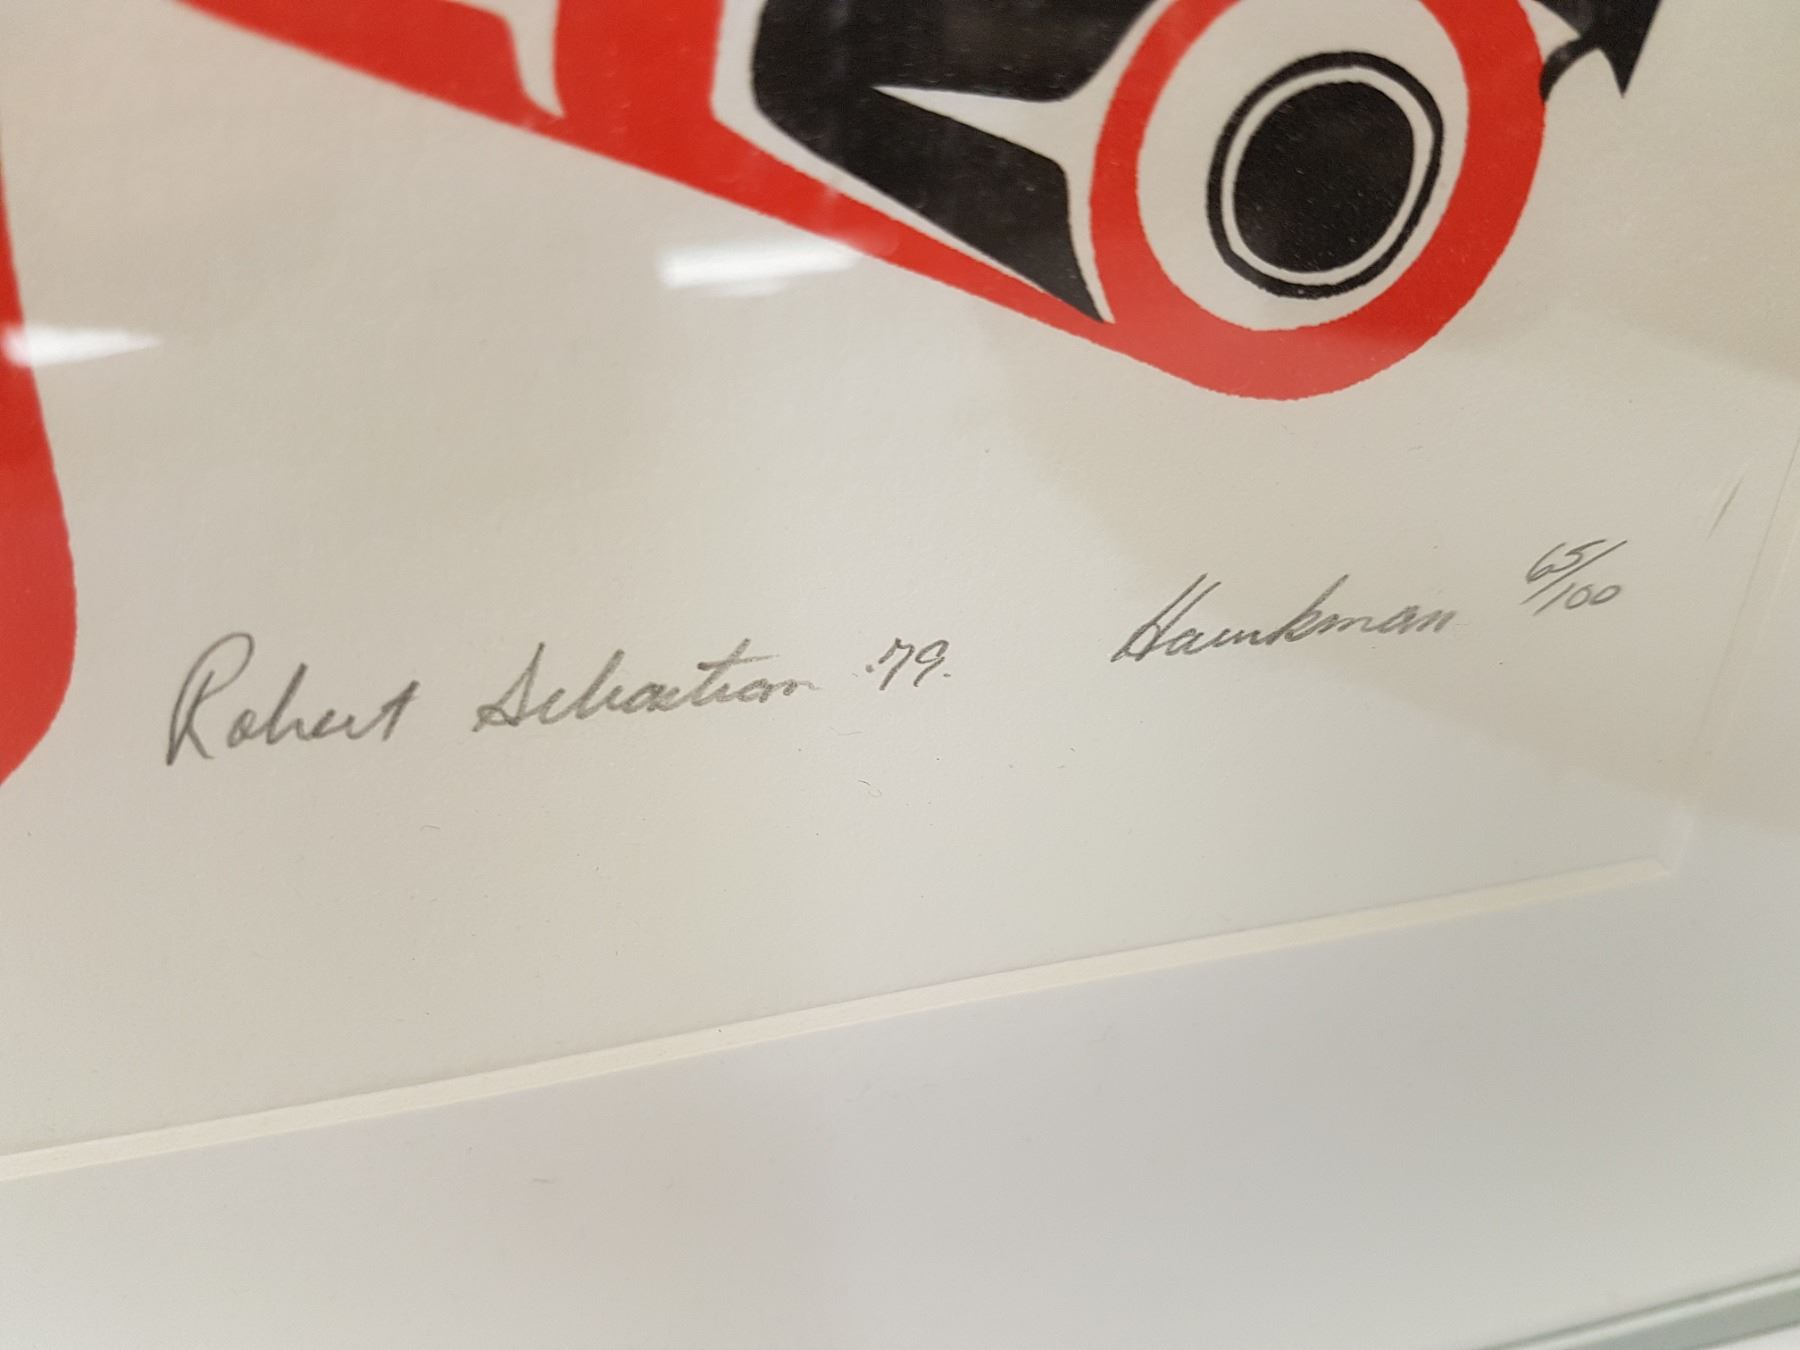 Robert Sebastian .79. Hawkman 65/100